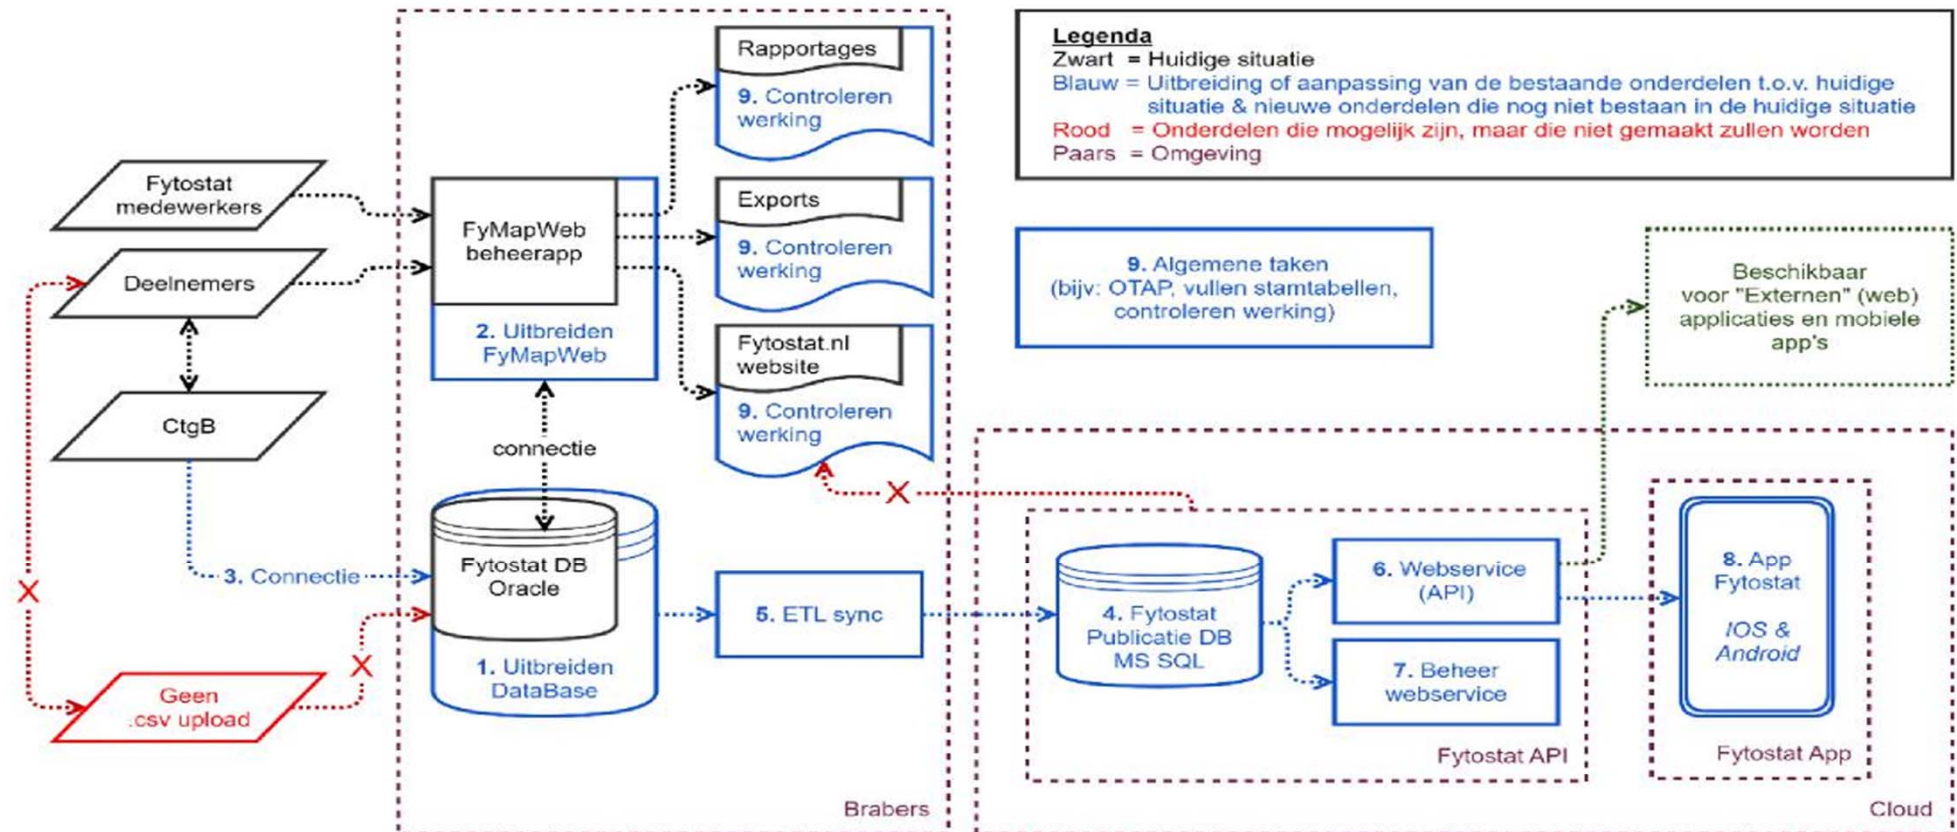 Legenda
Zwart = Huidige situatie
Blauw = Uitbreiding of aanpassing van de bestaande onderdelen t.o.v. huidige
situatie & nieuwe onderdelen die nog niet bestaan in de huidige situatie
Rood = Onderdelen die mogelijk zijn, maar die niet gemaakt zullen worden
Paars = Omgeving
Fytostat
medewerkers
Deelnemers
CtgB
3. Connectie
Geen
.csv upload
FyMapWeb
beheerapp
2. Uitbreiden
FyMapWeb
connectie
Fytostat DB
Oracle
1. Uitbreiden
DataBase
Rapportages
9. Controleren
werking
Exports
9. Controleren
werking
Fytostat.nl
website
9. Controleren
werking
5. ETL sync
Brabers
9. Algemene taken
(bijv: OTAP, vullen stamtabellen,
controleren werking)
Beschikbaar
voor "Externen" (web)
applicaties en mobiele
app's
4. Fytostat
Publicatie DB
MS SQL
6. Webservice
(API)
7. Beheer
webservice
Fytostat API
8. App
Fytostat
IOS &
Android
Fytostat App
Cloud